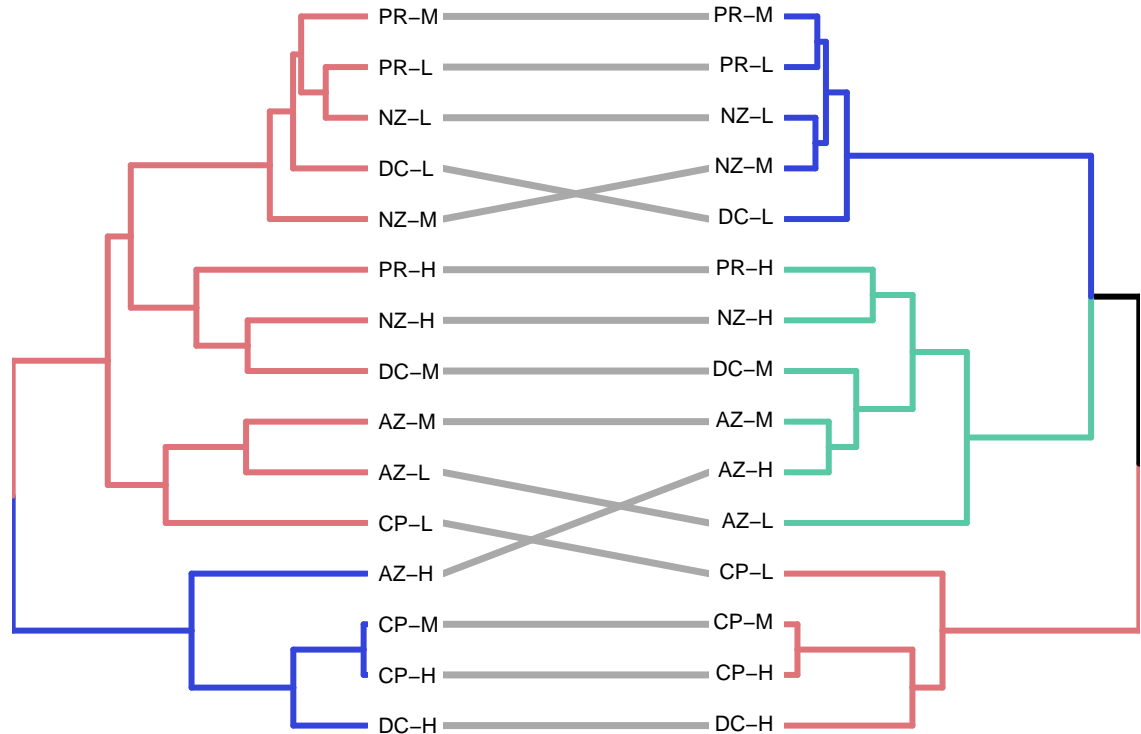 PR–M PR–M
PR–L PR–L
NZ–L NZ–L
DC–L NZ–M
NZ–M DC–L
PR–H PR–H
NZ–H NZ–H
DC–M DC–M
AZ–M AZ–M
AZ–L AZ–H
CP–L AZ–L
AZ–H CP–L
CP–M CP–M
CP–H CP–H
DC–H DC–H